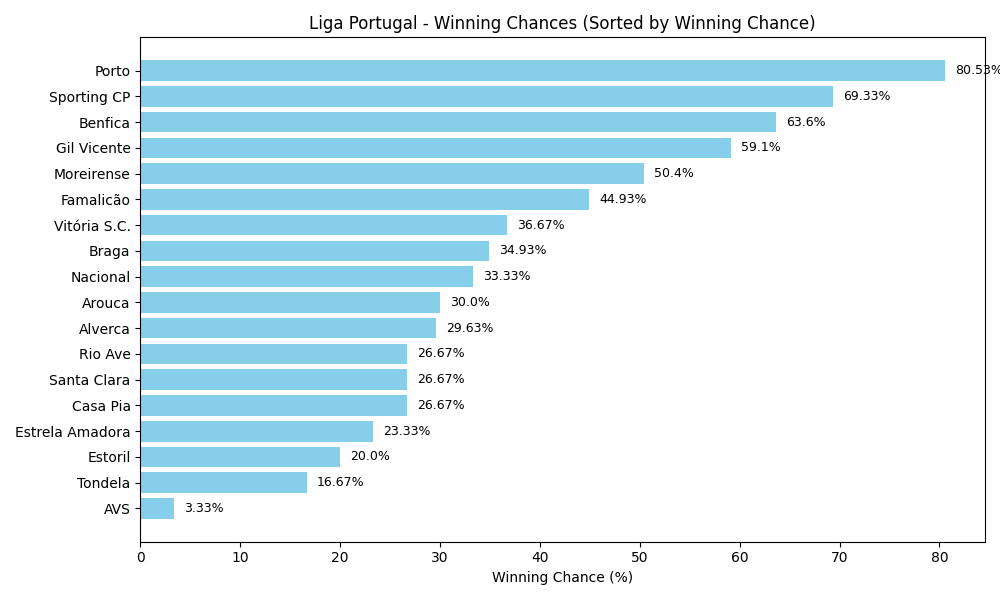 Liga Portugal - Winning Chances (Sorted by Winning Chance)
Porto 80.53%
Sporting CP 69.33%
Benfica 63.6%
Gil Vicente 59.1%
Moreirense 50.4%
Famalicão 44.93%
Vitória S.C. 36.67%
Braga 34.93%
Nacional 33.33%
Arouca 30.0%
Alverca 29.63%
Rio Ave 26.67%
Santa Clara 26.67%
Casa Pia 26.67%
Estrela Amadora 23.33%
Estoril 20.0%
Tondela 16.67%
AVS 3.33%
0 10 20 30 40 50 60 70 80
Winning Chance (%)